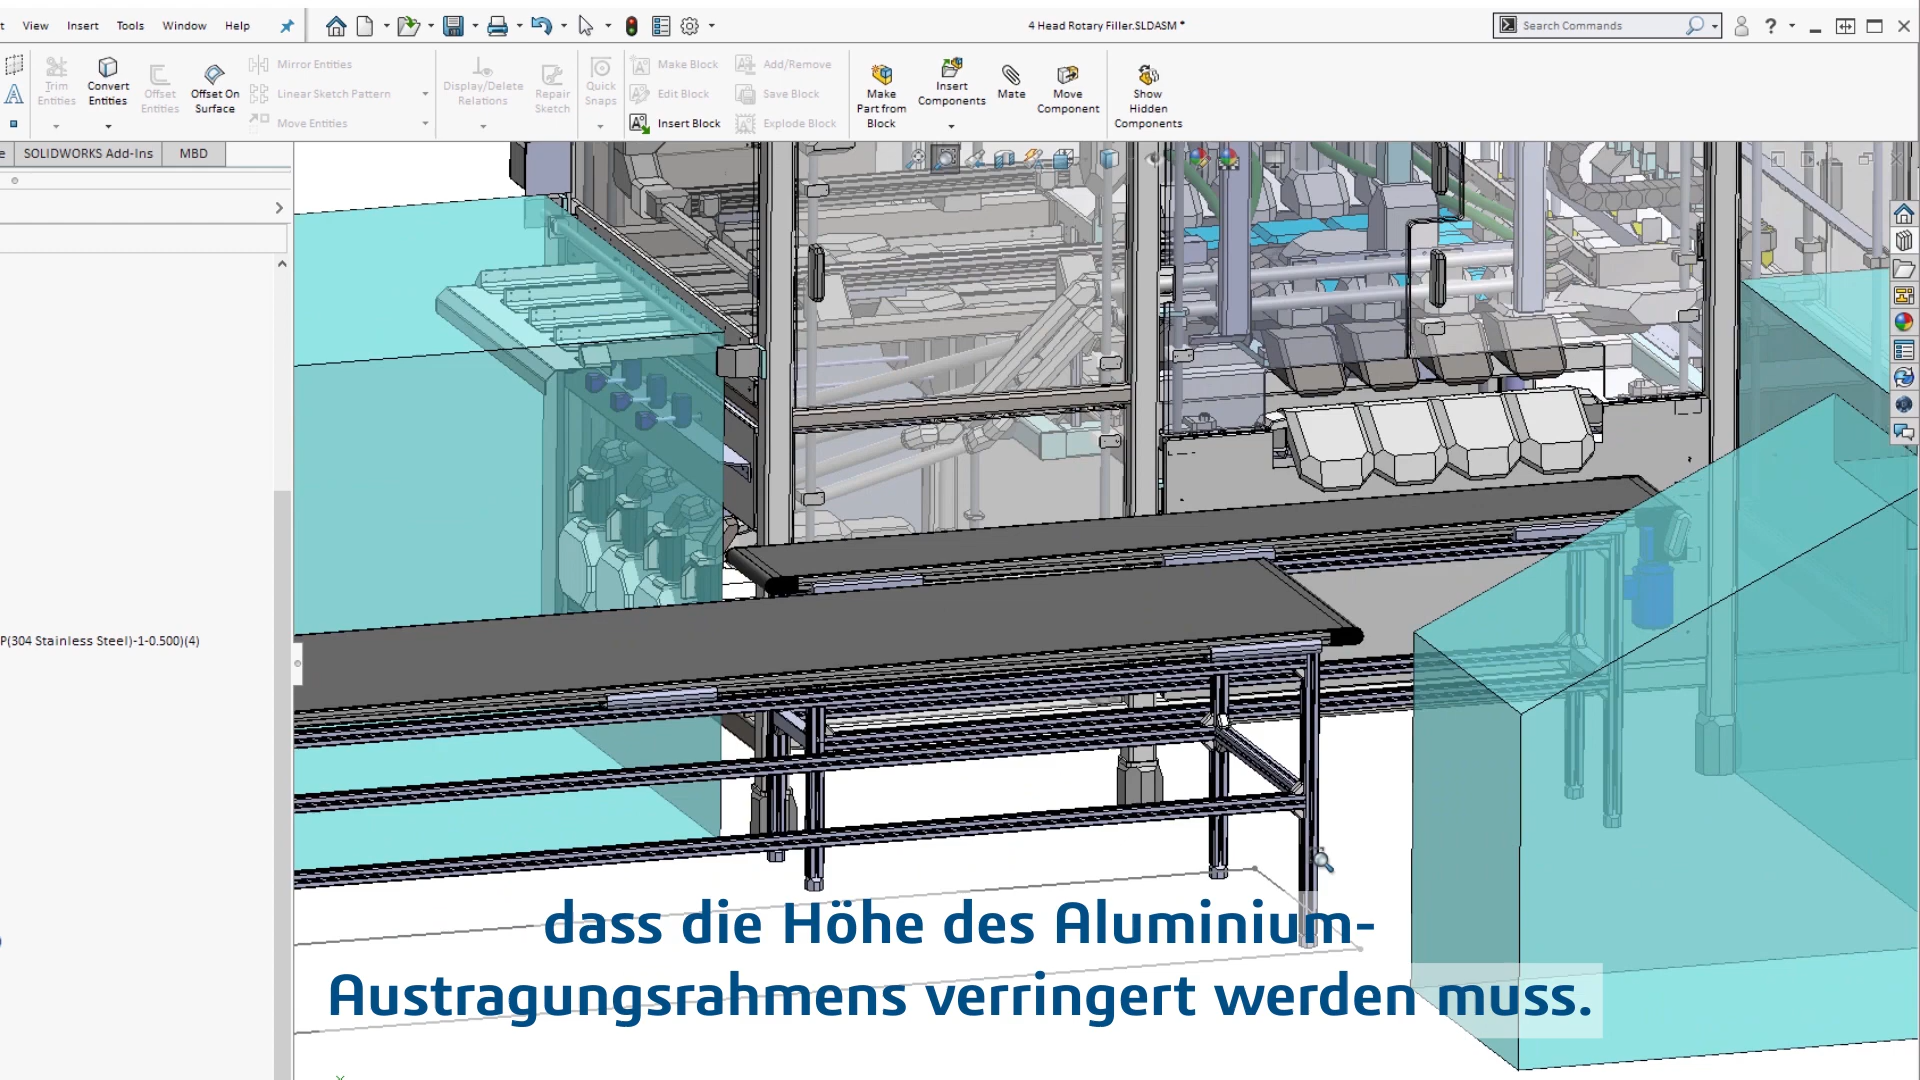 View Insert Tools Window Help
4 Head Rotary Filler.SLDASM *
Search Commands
?
Trim Entities
Convert Entities
Offset Entities
Offset On Surface
Mirror Entities
Linear Sketch Pattern
Move Entities
Display/Delete Relations
Repair Sketch
Quick Snaps
Make Block
Edit Block
Insert Block
Add/Remove
Save Block
Explode Block
Make Part from Block
Insert Components
Mate
Move Component
Show Hidden Components
SOLIDWORKS Add-Ins
MBD
P(304 Stainless Steel)-1-0.500)(4)
dass die Höhe des Aluminium-
Austragungsrahmens verringert werden muss.